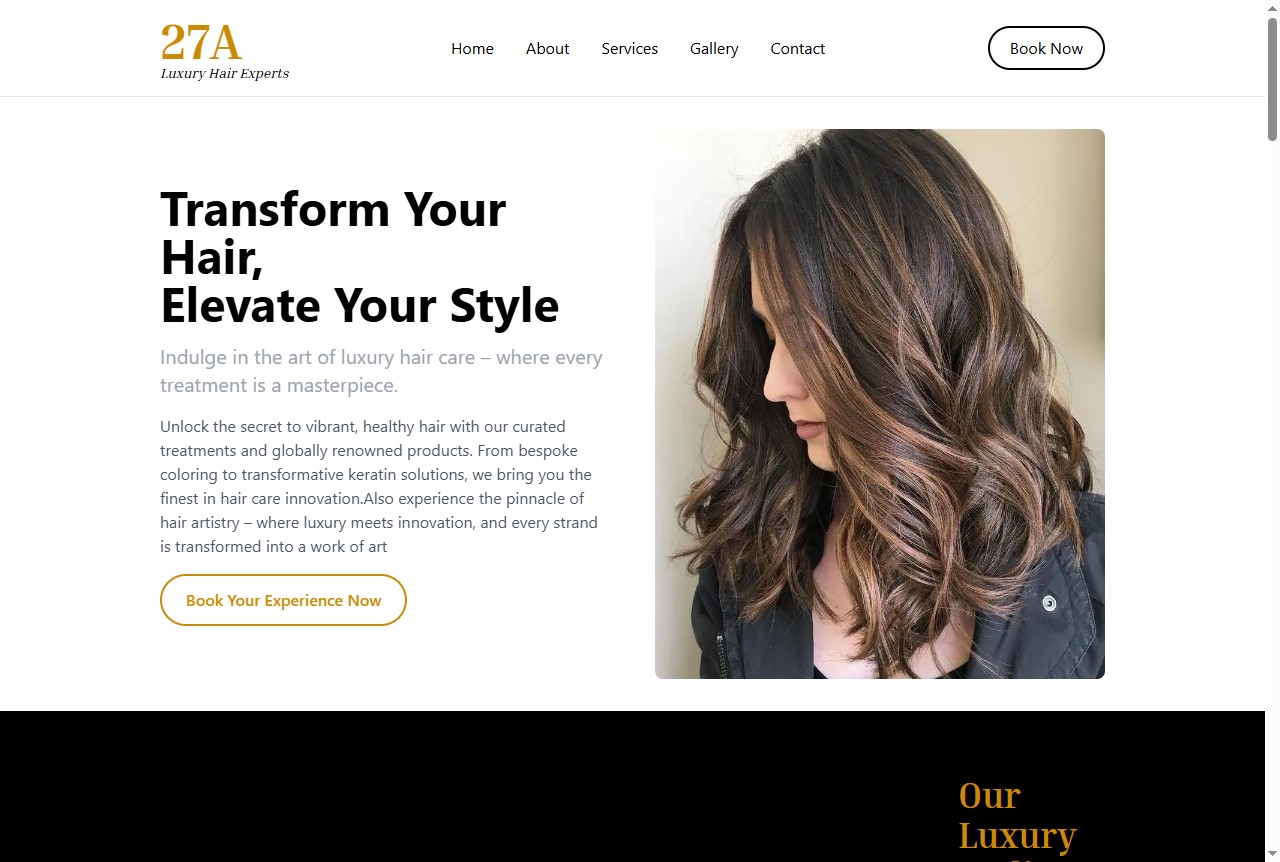 27A
Luxury Hair Experts
Home
About
Services
Gallery
Contact
Book Now
Transform Your
Hair,
Elevate Your Style
Indulge in the art of luxury hair care – where every
treatment is a masterpiece.
Unlock the secret to vibrant, healthy hair with our curated
treatments and globally renowned products. From bespoke
coloring to transformative keratin solutions, we bring you the
finest in hair care innovation.Also experience the pinnacle of
hair artistry – where luxury meets innovation, and every strand
is transformed into a work of art
Book Your Experience Now
Our
Luxury